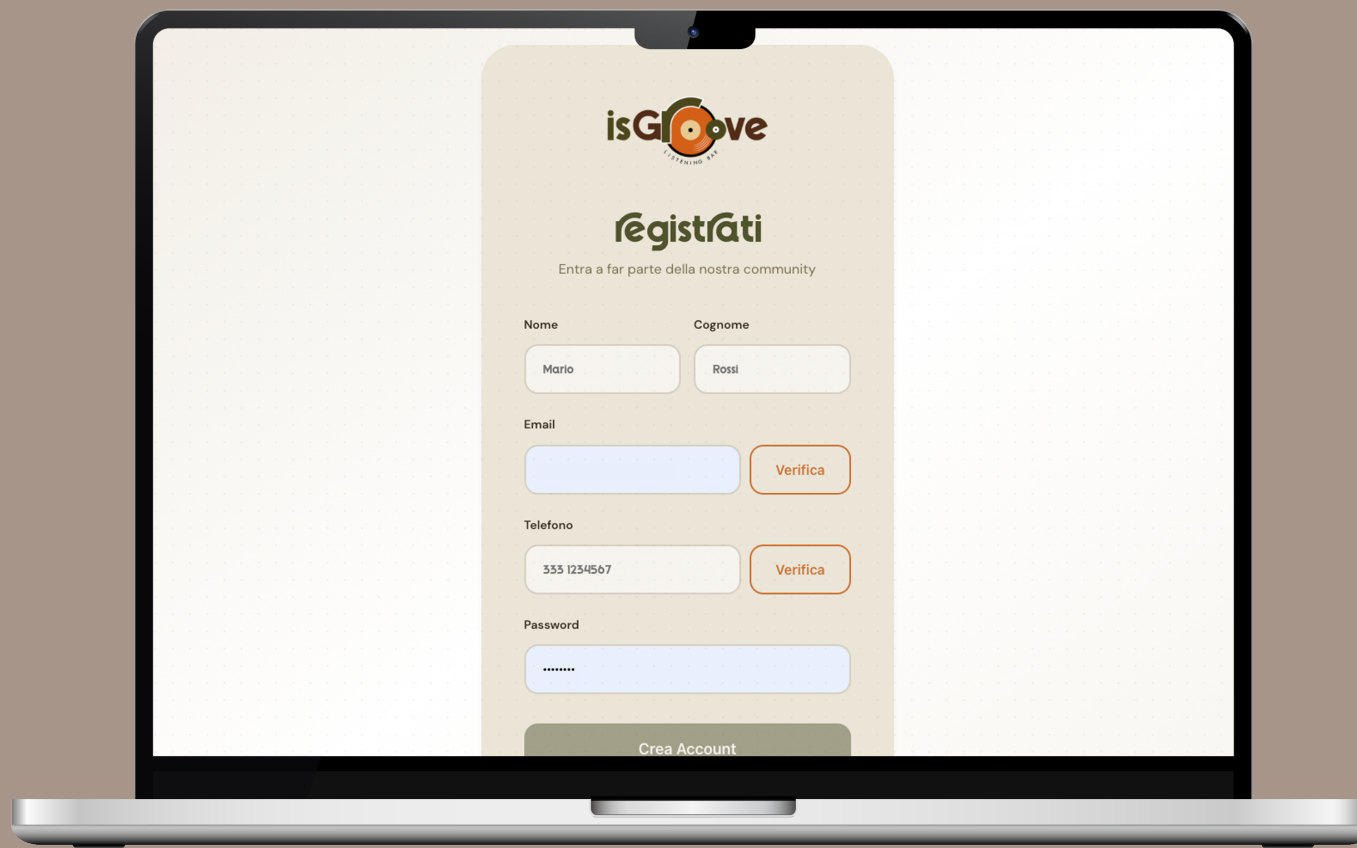 isGroove
LISTENING BAR
registrati
Entra a far parte della nostra community
Nome Cognome
Mario Rossi
Email
Verifica
Telefono
333 1234567 Verifica
Password
••••••••
Crea Account